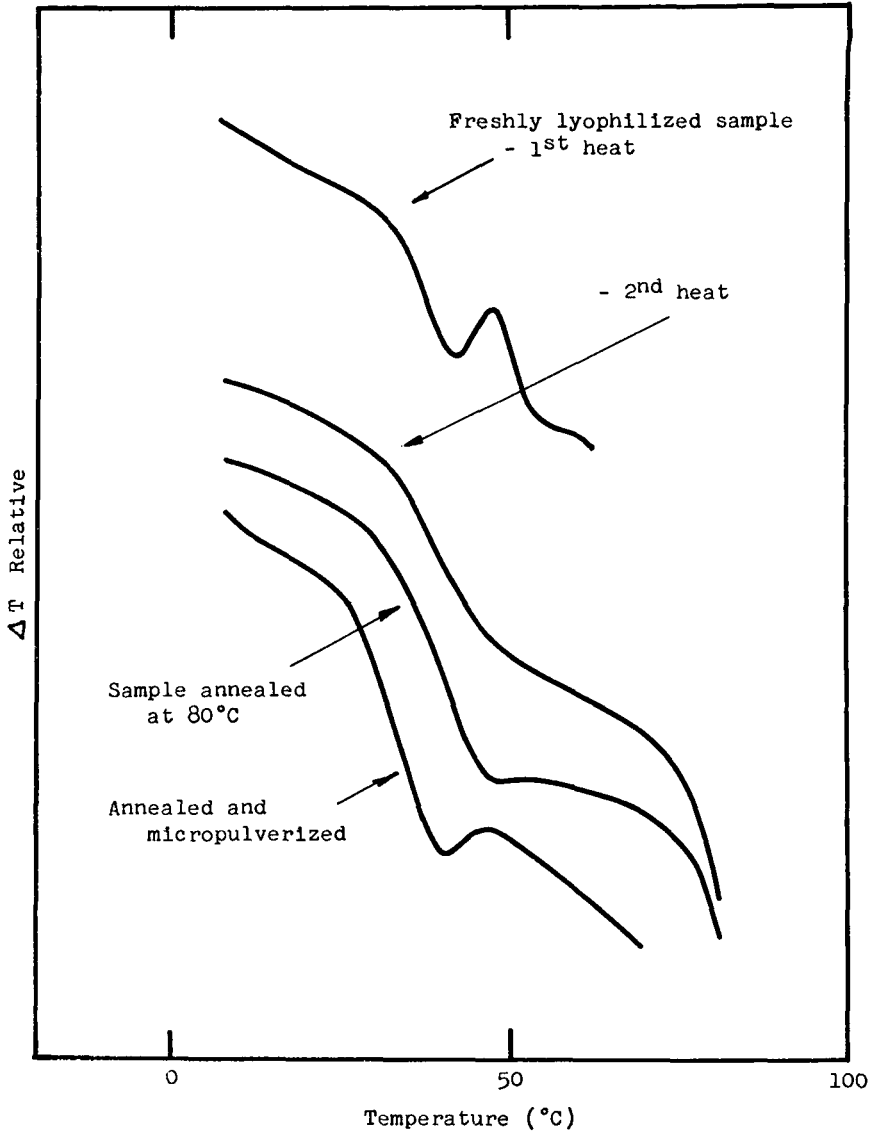 Freshly lyophilized sample
- 1st heat
- 2nd heat
Δ T Relative
Sample annealed
at 80°C
Annealed and
micropulverized
0
50
100
Temperature (°C)